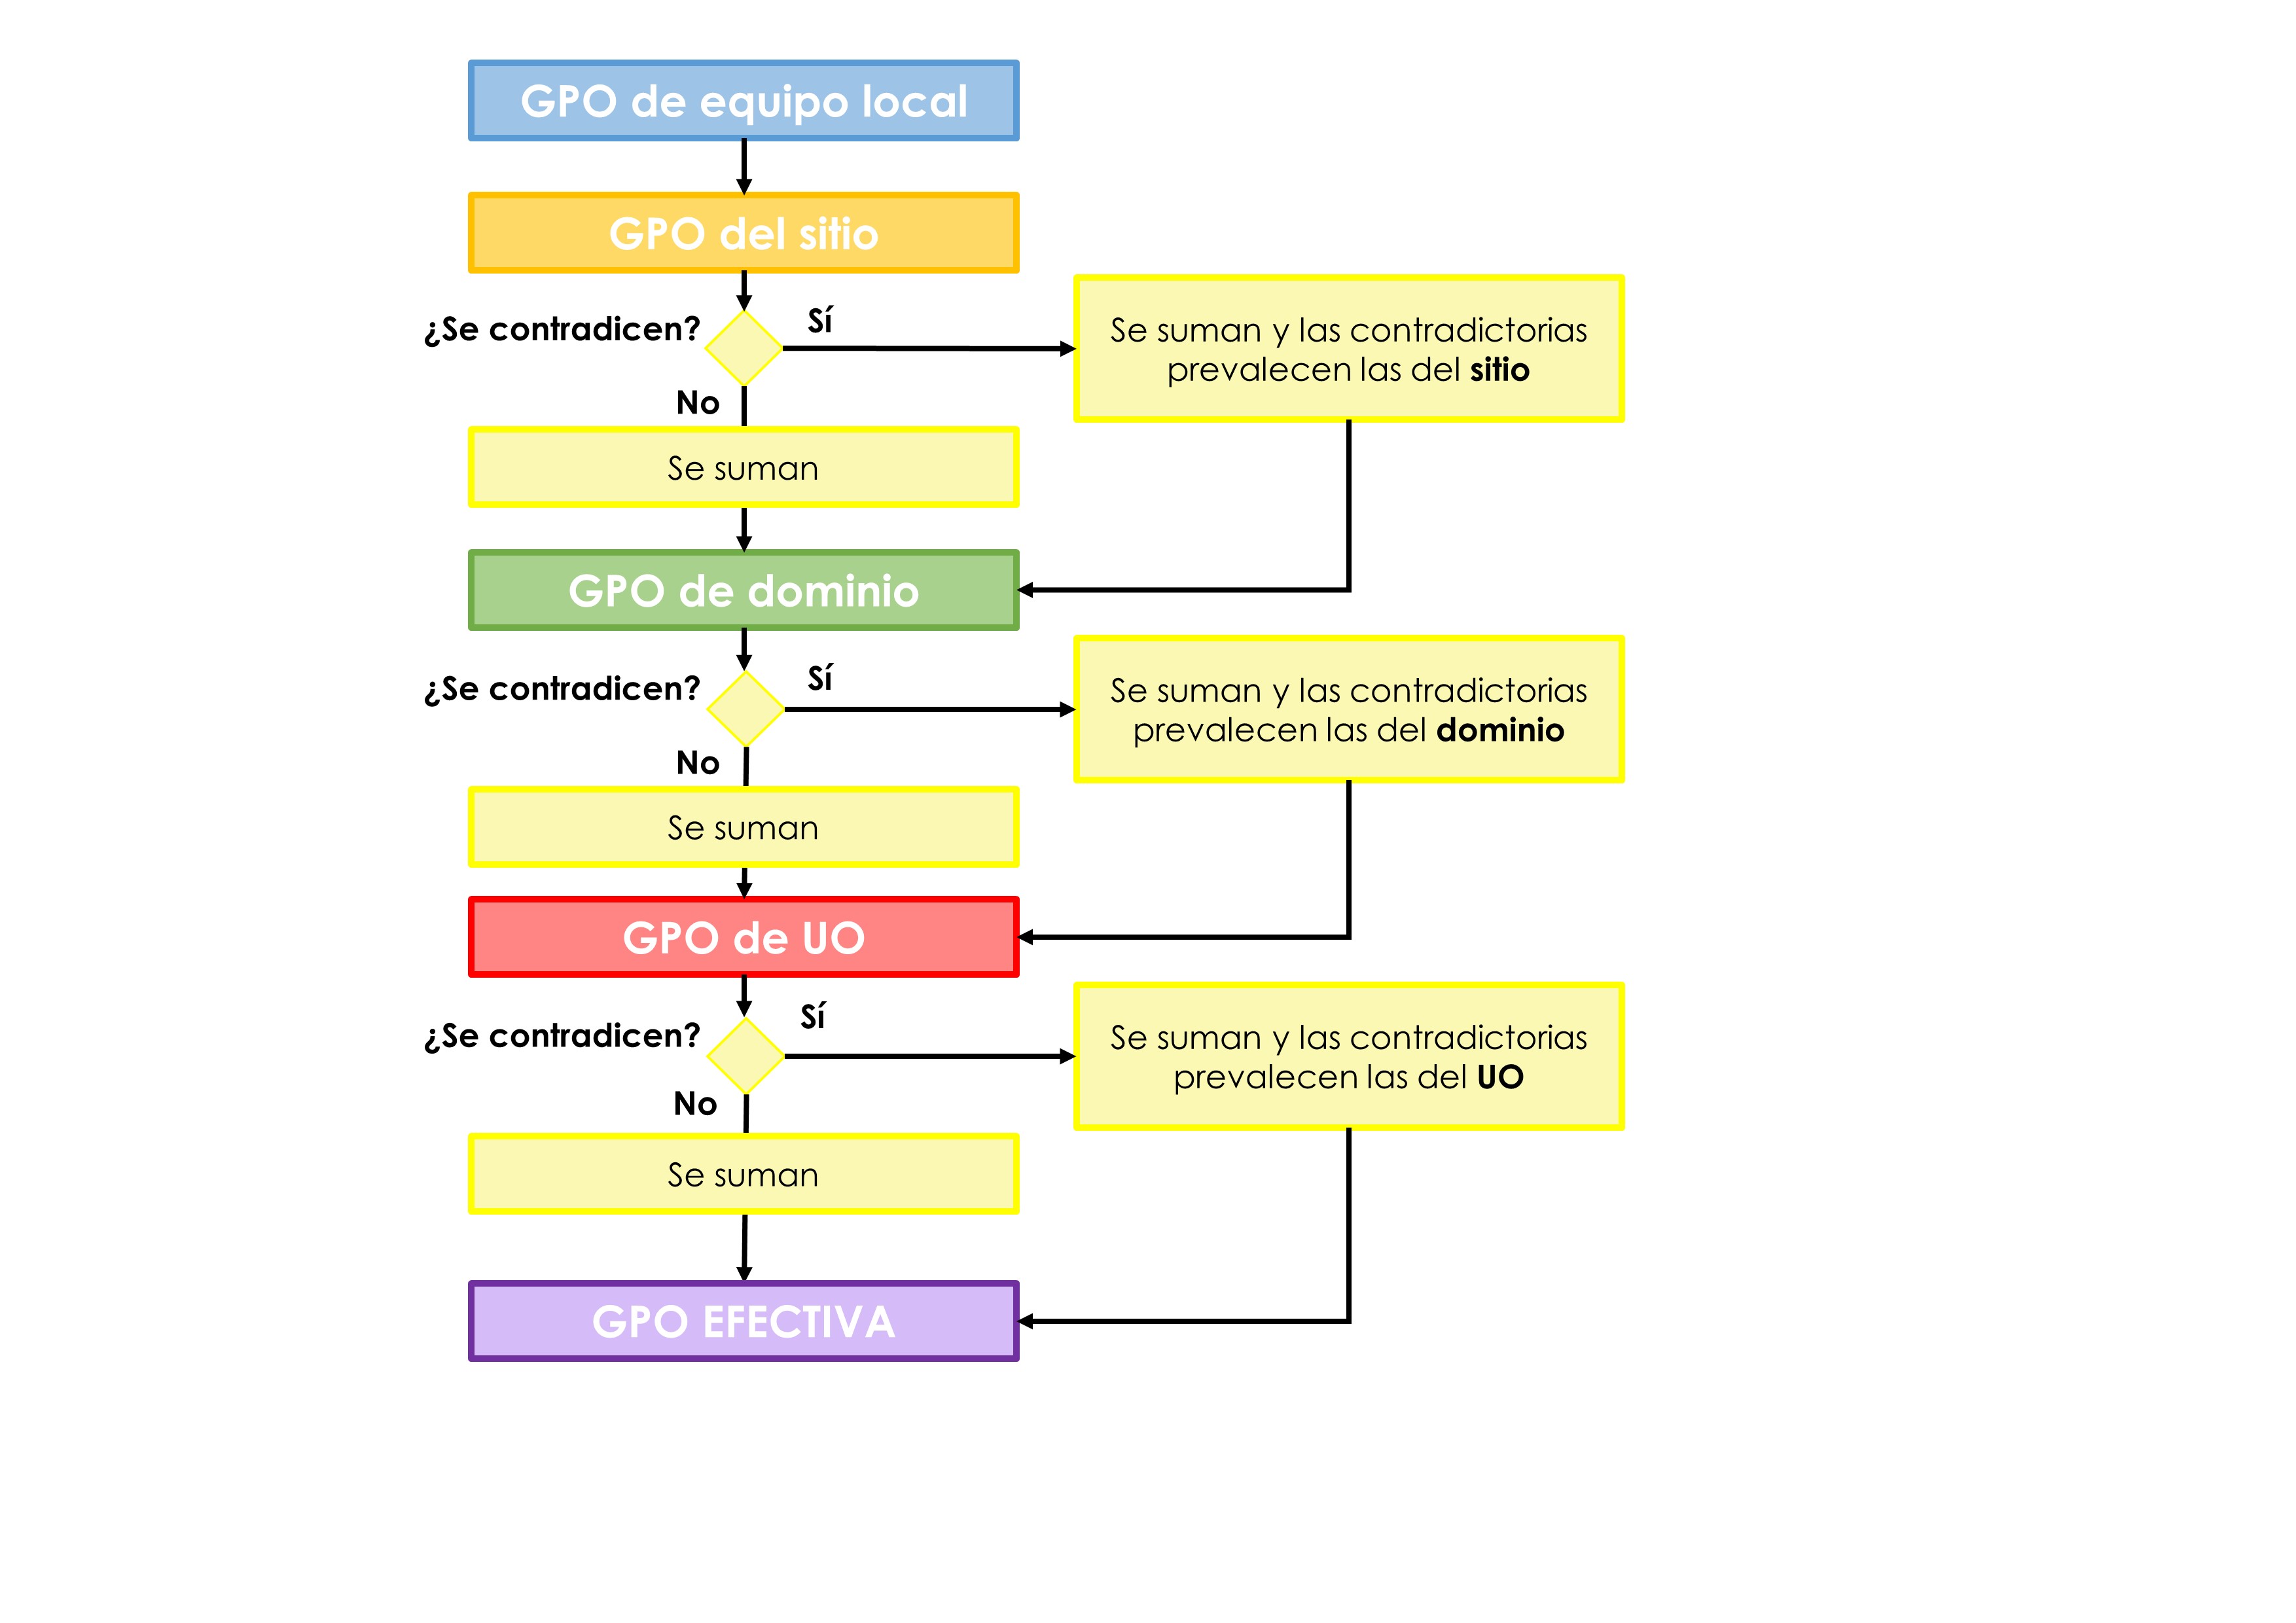 GPO de equipo local
GPO del sitio
¿Se contradicen?
Sí
Se suman y las contradictorias
prevalecen las del sitio
No
Se suman
GPO de dominio
¿Se contradicen?
Sí
Se suman y las contradictorias
prevalecen las del dominio
No
Se suman
GPO de UO
¿Se contradicen?
Sí
Se suman y las contradictorias
prevalecen las del UO
No
Se suman
GPO EFECTIVA